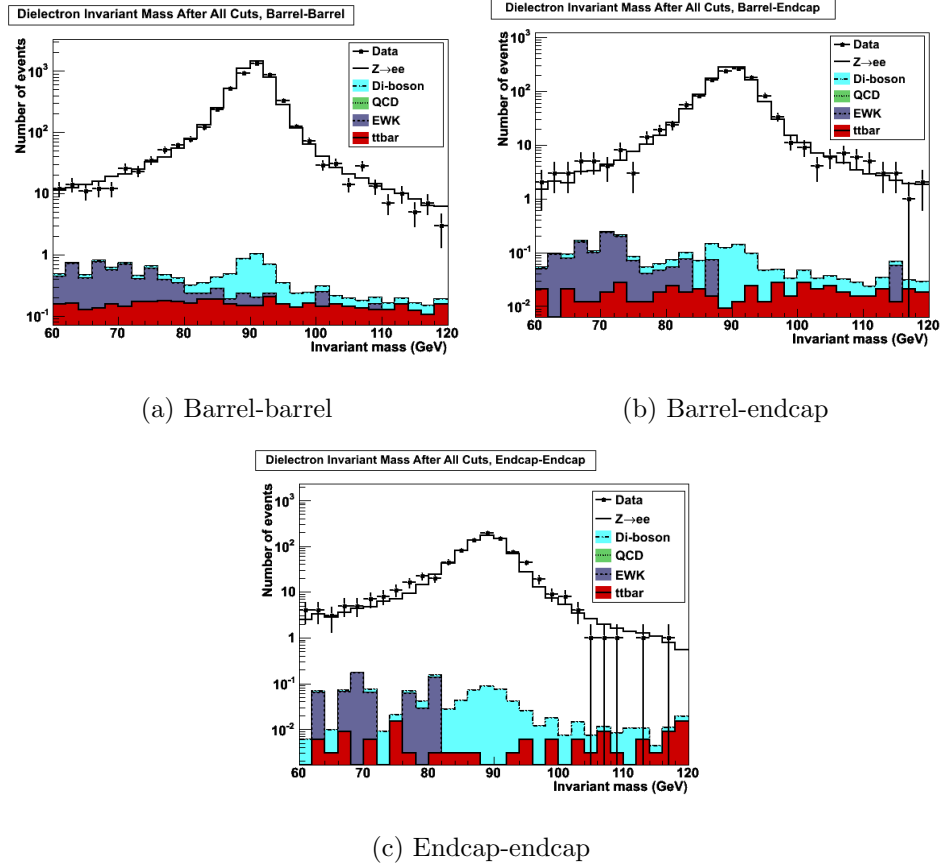 Dielectron Invariant Mass After All Cuts, Barrel-Barrel
Number of events
10³
10²
10
1
10⁻¹
Data
Z→ee
Di-boson
QCD
EWK
ttbar
60 70 80 90 100 110 120
Invariant mass (GeV)
(a) Barrel-barrel
Dielectron Invariant Mass After All Cuts, Barrel-Endcap
Number of events
10³
10²
10
1
10⁻¹
10⁻²
Data
Z→ee
Di-boson
QCD
EWK
ttbar
60 70 80 90 100 110 120
Invariant mass (GeV)
(b) Barrel-endcap
Dielectron Invariant Mass After All Cuts, Endcap-Endcap
Number of events
10³
10²
10
1
10⁻¹
10⁻²
Data
Z→ee
Di-boson
QCD
EWK
ttbar
60 70 80 90 100 110 120
Invariant mass (GeV)
(c) Endcap-endcap